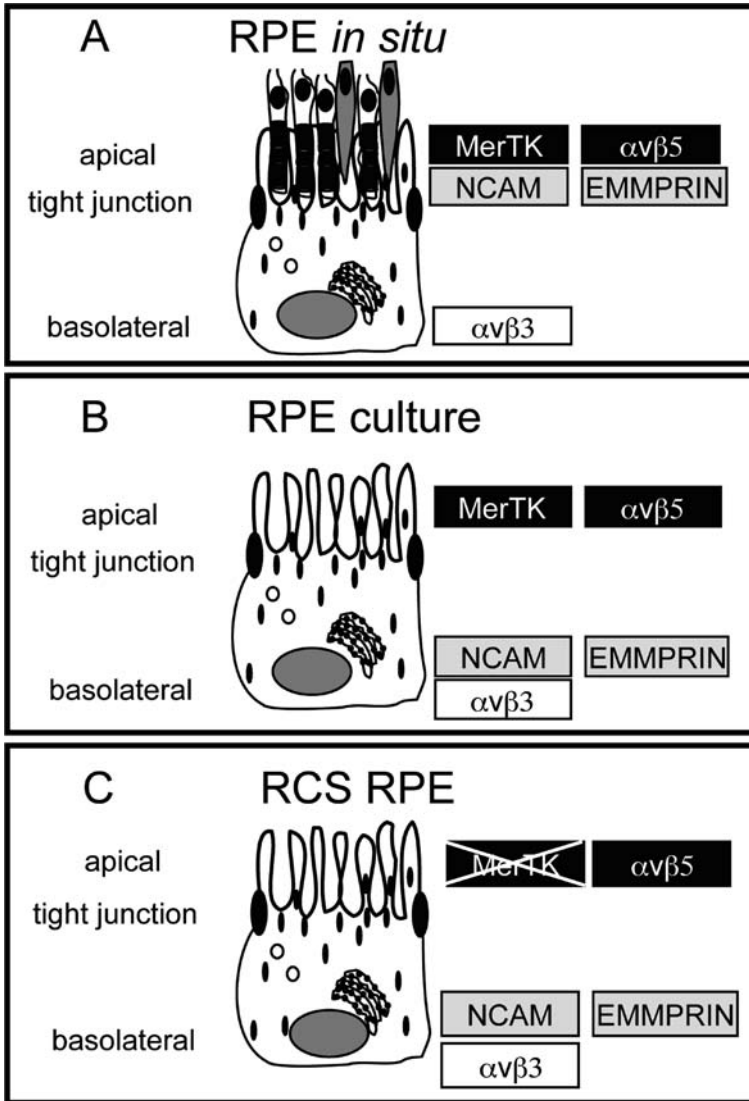 A RPE in situ
apical MerTK αvβ5
tight junction NCAM EMMPRIN
basolateral αvβ3
B RPE culture
apical MerTK αvβ5
tight junction
NCAM EMMPRIN
basolateral αvβ3
C RCS RPE
apical MerTK αvβ5
tight junction
NCAM EMMPRIN
basolateral
αvβ3